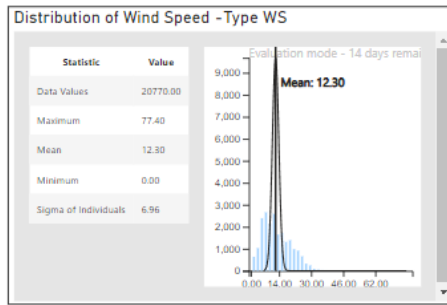 Distribution of Wind Speed -Type WS
Statistic Value
Data Values 20770.00
Maximum 77.40
Mean 12.30
Minimum 0.00
Sigma of Individuals 6.96
Evaluation mode - 14 days remai
Mean: 12.30
9,000
8,000
7,000
6,000
5,000
4,000
3,000
2,000
1,000
0
0.00 14.00 30.00 46.00 62.00